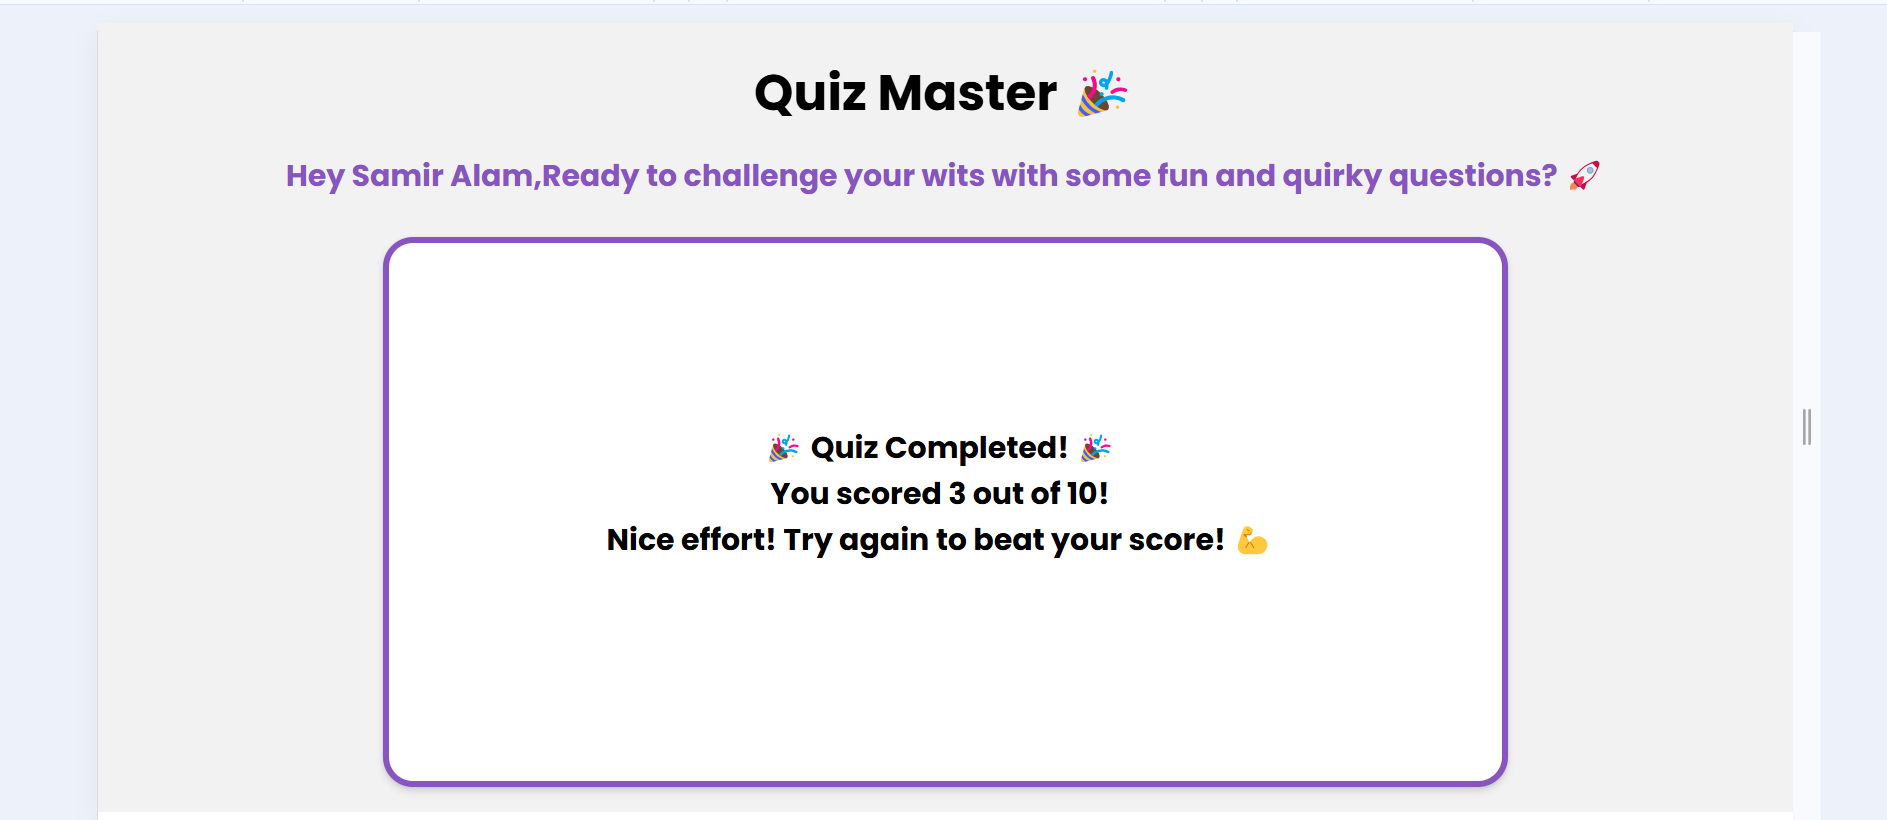 Quiz Master 🎉
Hey Samir Alam,Ready to challenge your wits with some fun and quirky questions? 🚀
🎉 Quiz Completed! 🎉
You scored 3 out of 10!
Nice effort! Try again to beat your score! 💪